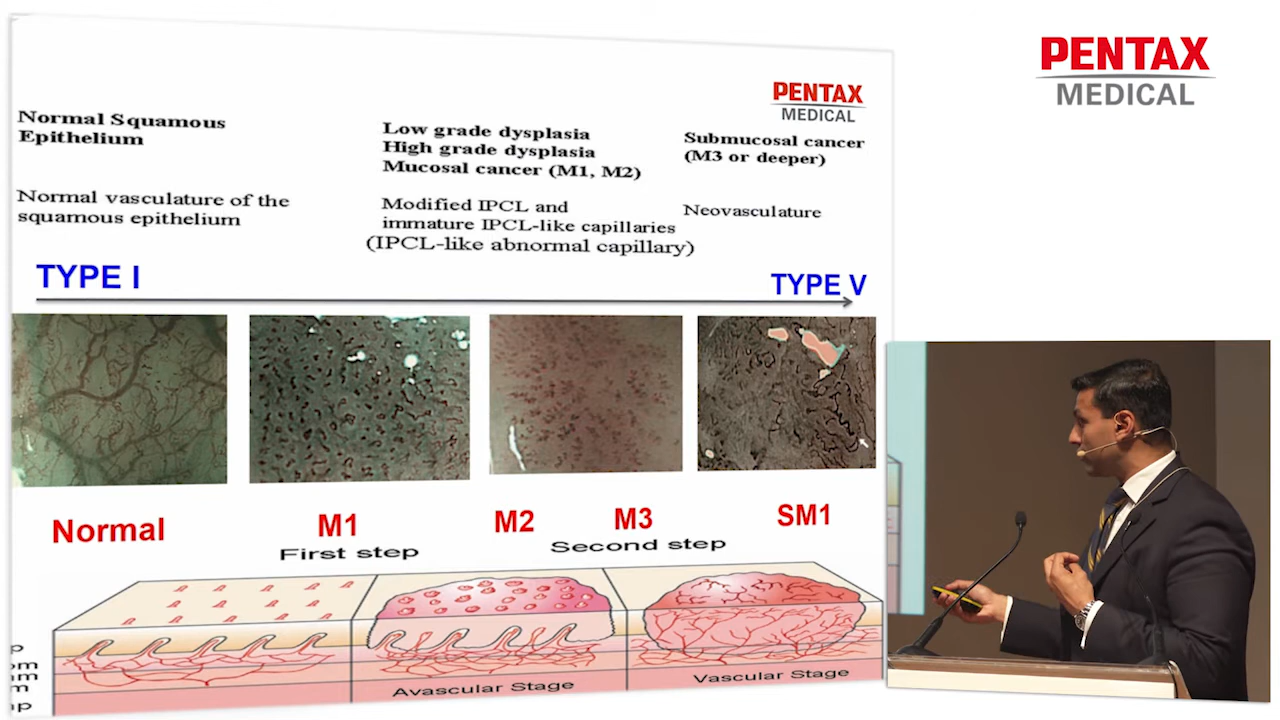 PENTAX
MEDICAL
PENTAX
MEDICAL
Normal Squamous
Epithelium
Normal vasculature of the
squamous epithelium
Low grade dysplasia
High grade dysplasia
Mucosal cancer (M1, M2)
Modified IPCL and
immature IPCL-like capillaries
(IPCL-like abnormal capillary)
Submucosal cancer
(M3 or deeper)
Neovasculature
TYPE I
TYPE V
Normal
M1
M2
M3
SM1
First step
Second step
Avascular Stage
Vascular Stage